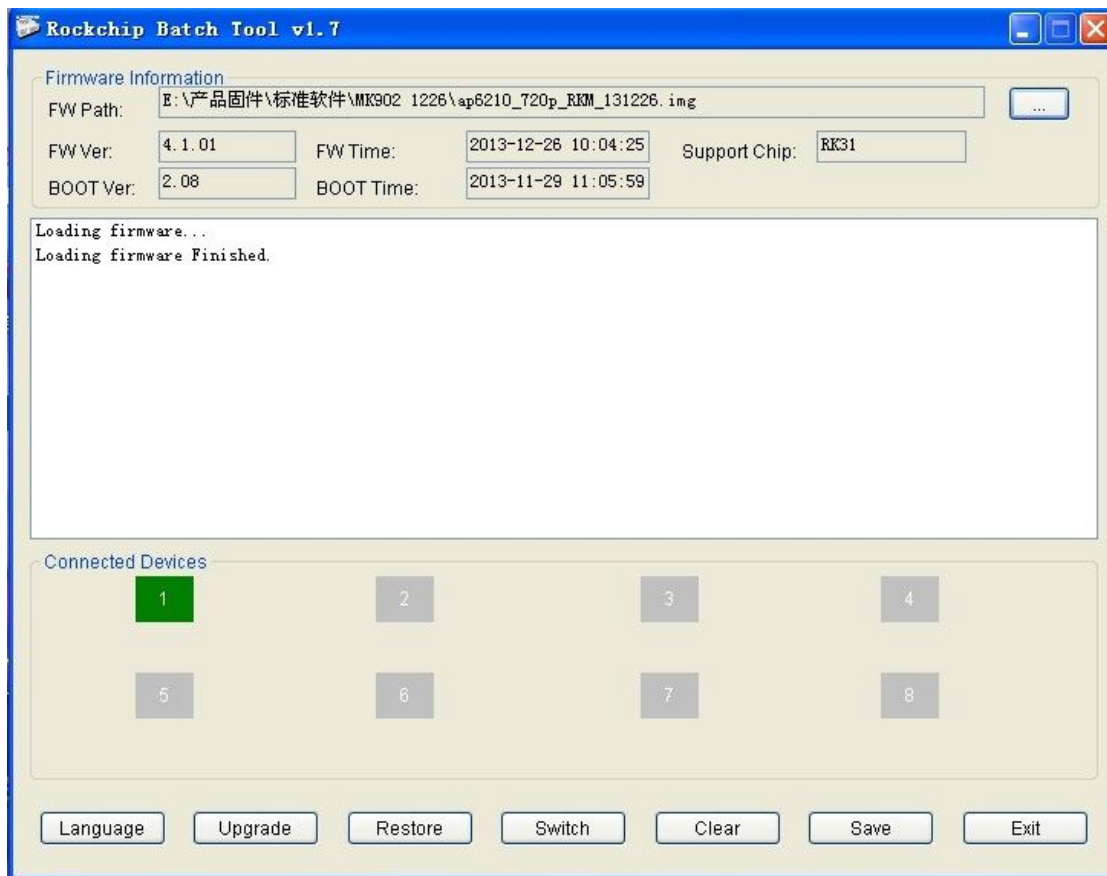 Rockchip Batch Tool v1.7
Firmware Information
FW Path: E:\产品固件\标准软件\MK902 1226\ap6210_720p_RKM_131226.img ...
FW Ver: 4.1.01 FW Time: 2013-12-26 10:04:25 Support Chip: RK31
BOOT Ver: 2.08 BOOT Time: 2013-11-29 11:05:59
Loading firmware...
Loading firmware Finished.
Connected Devices
1 2 3 4
5 6 7 8
Language Upgrade Restore Switch Clear Save Exit